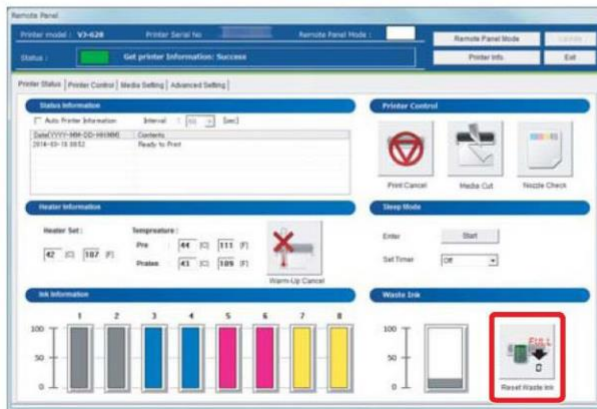 Remote Panel
Printer model : VJ-628 Printer Serial No Remote Panel Mode :
Remote Panel Mode
Status : Get printer Information: Success
Printer Info. Exit
Printer Status Printer Control Media Setting Advanced Setting
Status Information
Auto Printer Information Interval : [Sec]
Date(YYYY-MM-DD-HH:MM) Contents
Ready to Print
Printer Control
Print Cancel Media Cut Nozzle Check
Heater Information
Heater Set : Tempreature :
42 [C] 107 [F]
Pre : 44 [C] 111 [F]
Platen : 43 [C] 109 [F]
Warm-Up Cancel
Sleep Mode
Enter Start
Set Timer Off
Ink Information
1 2 3 4 5 6 7 8
100
50
0
Waste Ink
100
50
0
FULL
0
Reset Waste Ink